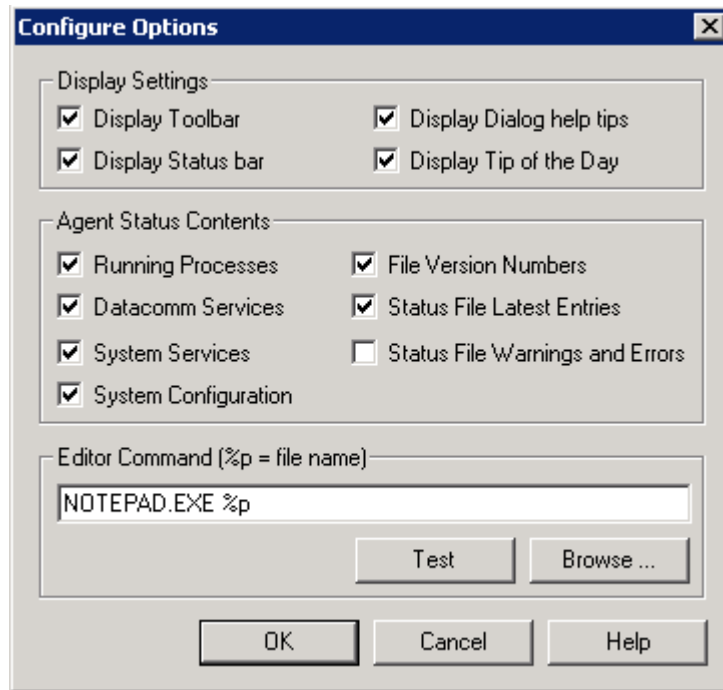 Configure Options
Display Settings
Display Toolbar
Display Dialog help tips
Display Status bar
Display Tip of the Day
Agent Status Contents
Running Processes
File Version Numbers
Datacomm Services
Status File Latest Entries
System Services
Status File Warnings and Errors
System Configuration
Editor Command (%p = file name)
NOTEPAD.EXE %p
Test
Browse ...
OK
Cancel
Help